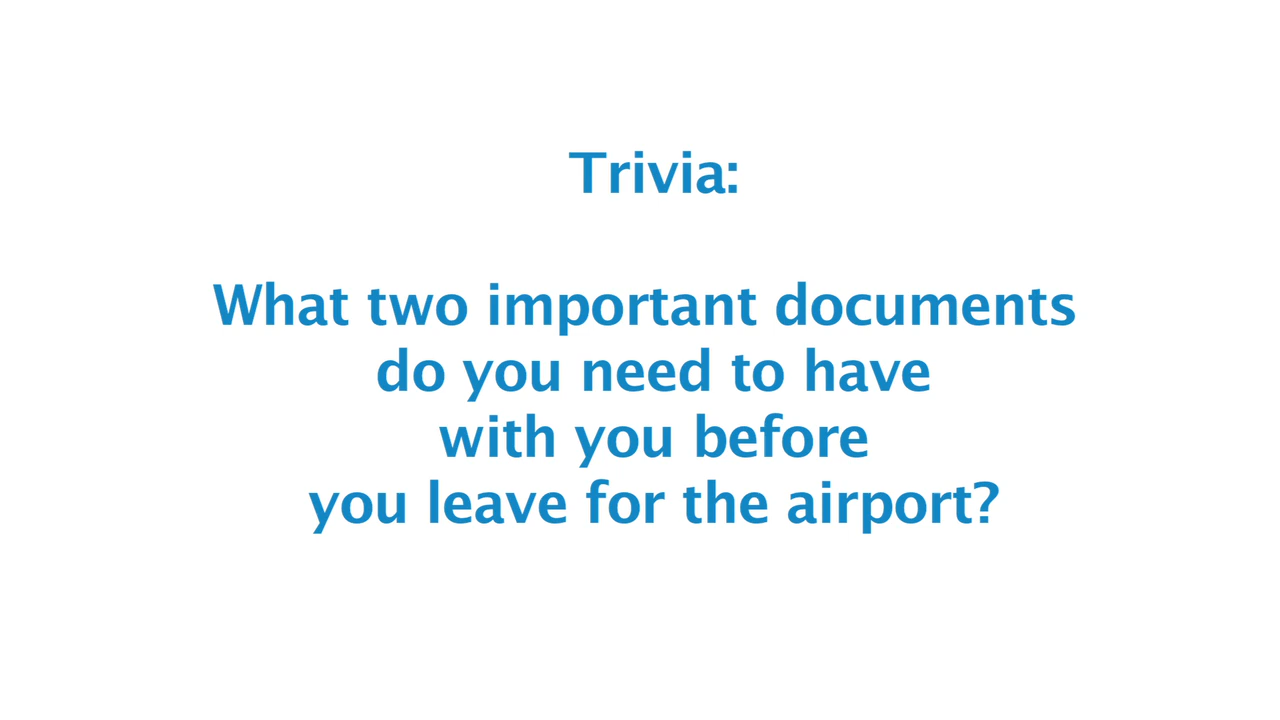 Trivia:
What two important documents
do you need to have
with you before
you leave for the airport?